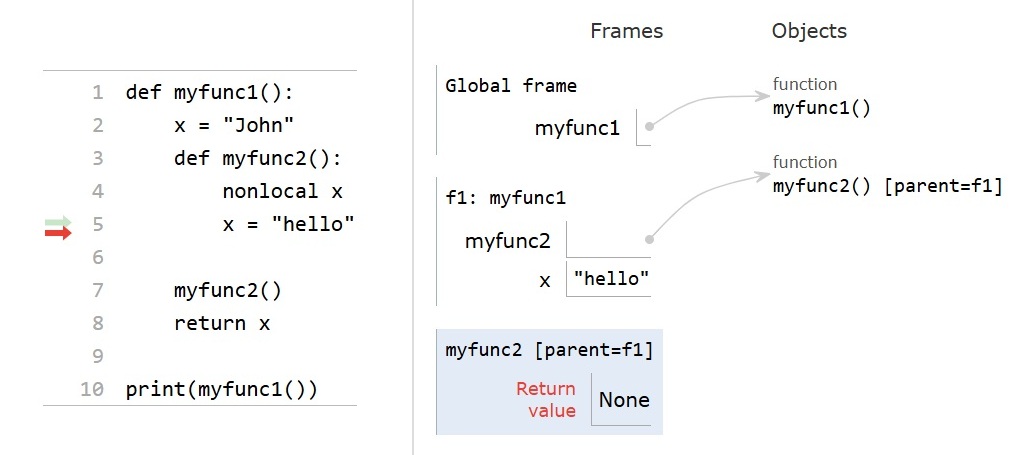 1 def myfunc1():
2     x = "John"
3     def myfunc2():
4         nonlocal x
5         x = "hello"
6
7     myfunc2()
8     return x
9
10 print(myfunc1())
Frames Objects
Global frame
myfunc1
function
myfunc1()
function
myfunc2() [parent=f1]
f1: myfunc1
myfunc2
x "hello"
myfunc2 [parent=f1]
Return
value None